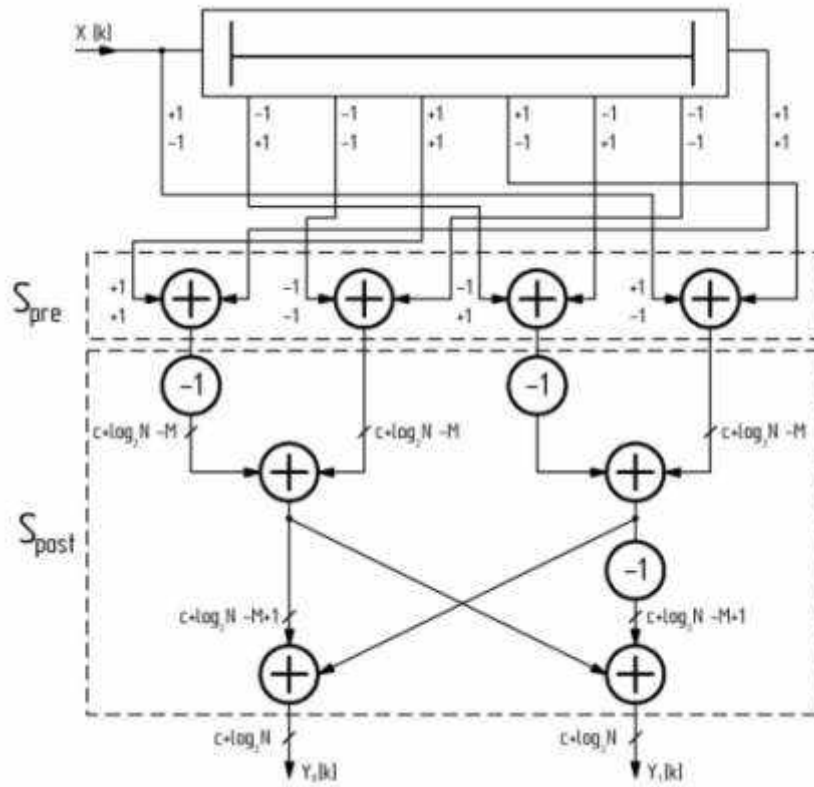 X [k]
+1 −1 −1 +1 +1 −1 −1 +1
−1 +1 −1 +1 −1 +1 −1 +1
S_pre
+1 −1 −1 +1
+1 −1 +1 −1
−1 −1
c+log₂N −M c+log₂N −M c+log₂N −M
S_post
−1
c+log₂N −M+1 c+log₂N −M+1
c+log₂N c+log₂N
Y₀[k] Y₁[k]